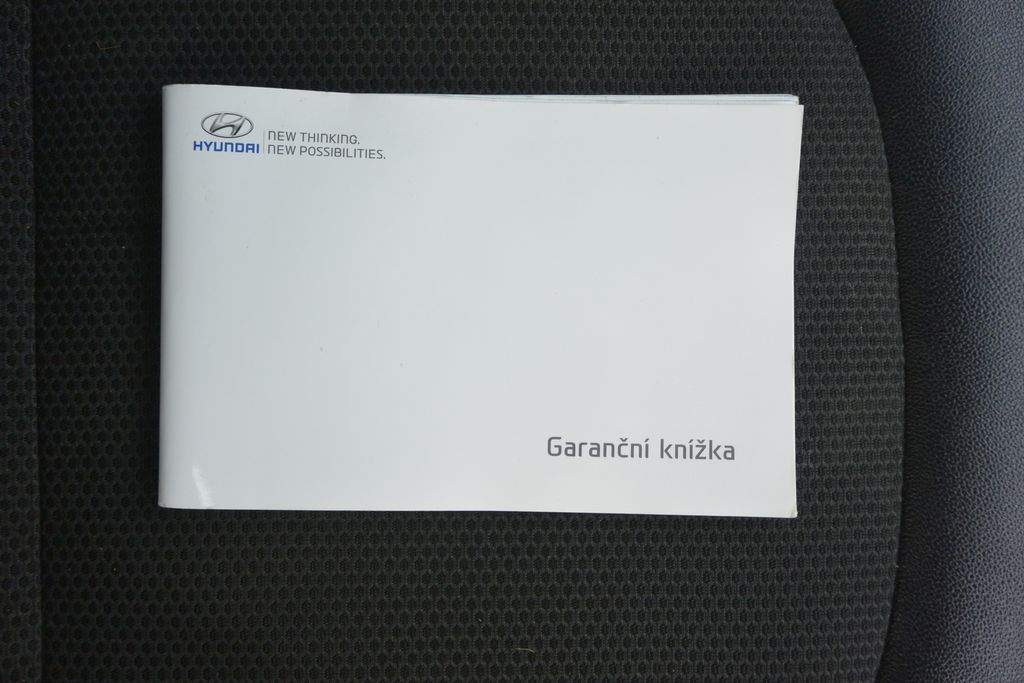 HYUNDAI
NEW THINKING.
NEW POSSIBILITIES.
Garanční knížka